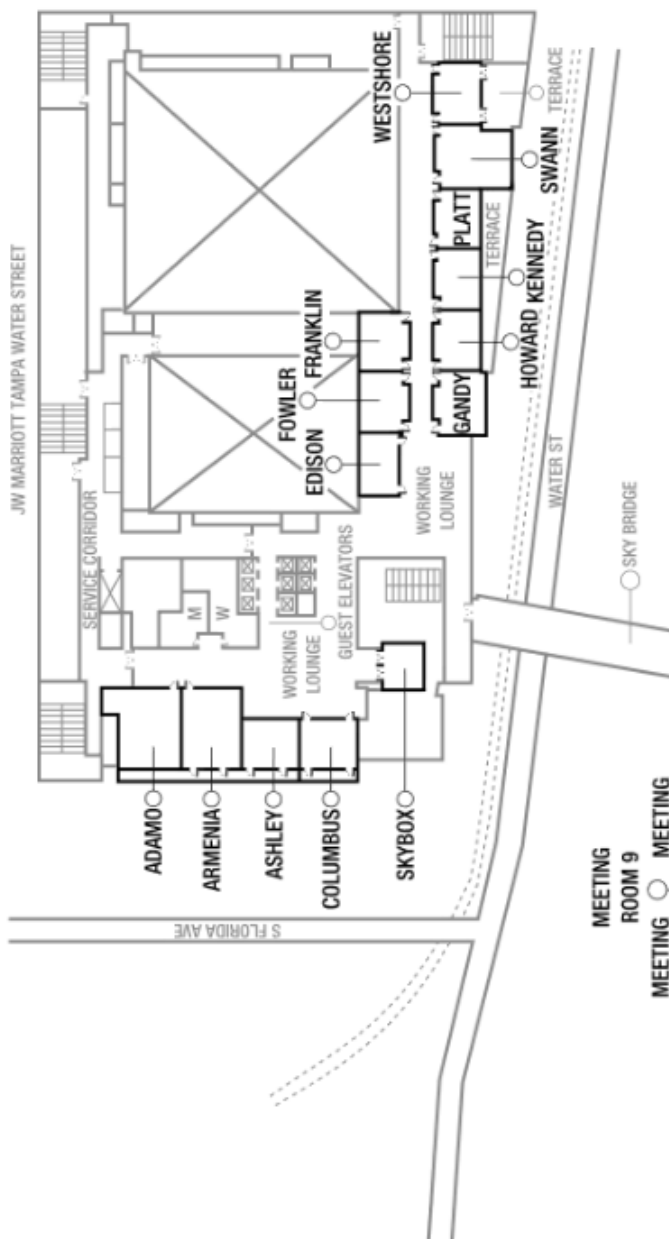 JW MARRIOTT TAMPA WATER STREET
SERVICE CORRIDOR
M
W
WORKING
LOUNGE
GUEST ELEVATORS
ADAMO
ARMENIA
ASHLEY
COLUMBUS
SKYBOX
EDISON
FOWLER
FRANKLIN
WORKING
LOUNGE
GANDY
HOWARD
KENNEDY
PLATT
TERRACE
SWANN
WESTSHORE
TERRACE
WATER ST
S FLORIDA AVE
SKY BRIDGE
MEETING
ROOM 9
MEETING
MEETING